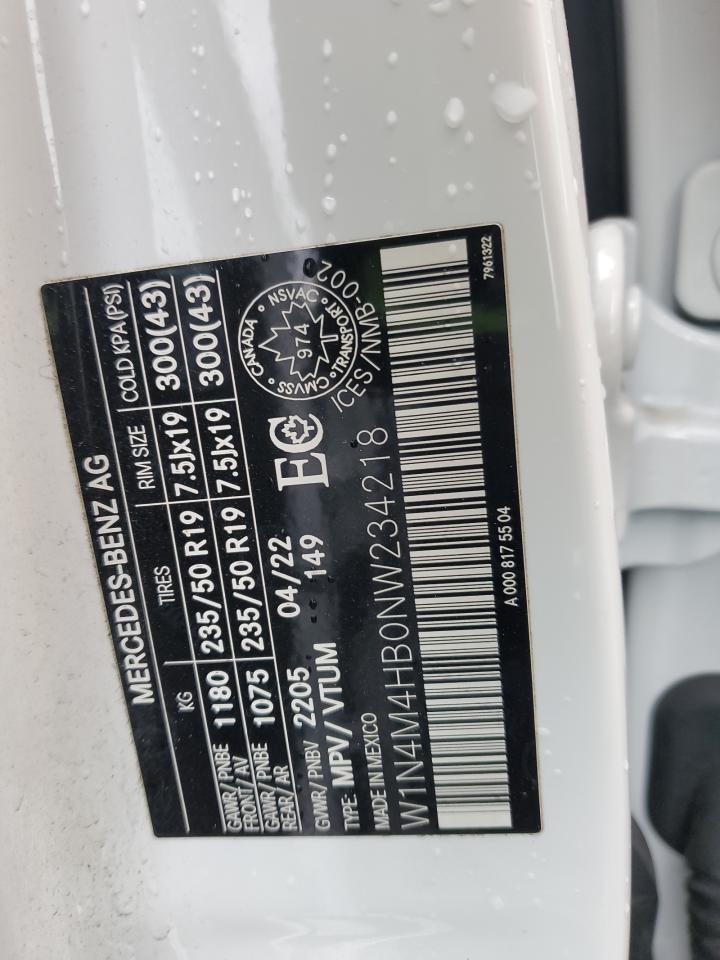 MERCEDES-BENZ AG
KG TIRES RIM SIZE COLD KPA(PSI)
GAWR/PNBE FRONT/AV 1180 235/50 R19 7.5Jx19 300(43)
GAWR/PNBE REAR/AR 1075 235/50 R19 7.5Jx19 300(43)
GVWR/PNBV 2205 04/22
TYPE: MPV/VTUM 149
EC
CANADA NSVAC TRANSPORT CMVSS 974
MADE IN MEXICO
ICES/NMB-002
W1N4M4HB0NW234218
7961322
A 000 817 55 04